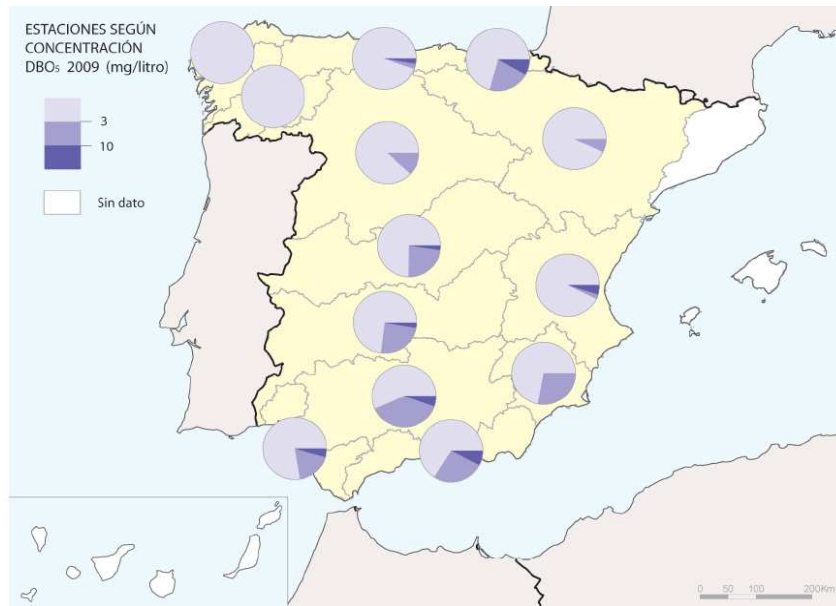 ESTACIONES SEGÚN
CONCENTRACIÓN
DBO₅ 2009 (mg/litro)
3
10
Sin dato
0 50 100 200Km